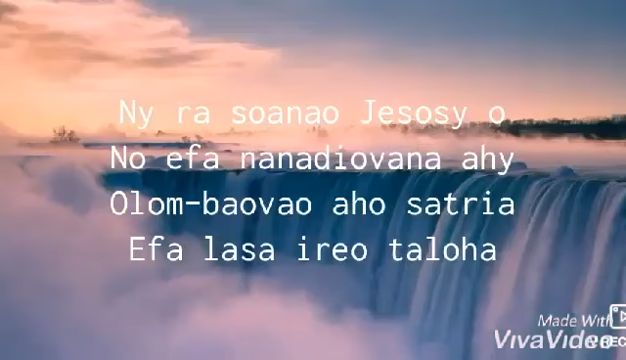 Ny ra soanao Jesosy o
No efa nanadiovana ahy
Olom-baovao aho satria
Efa lasa ireo taloha
Made With
VivaVideo
REC